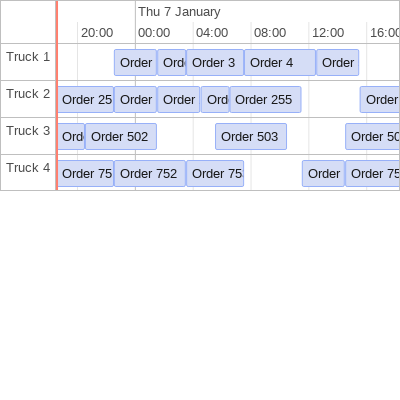 Thu 7 January
20:00 00:00 04:00 08:00 12:00 16:00
Truck 1 Order Ord Order 3 Order 4 Order
Truck 2 Order 25 Order Order Ord Order 255 Order
Truck 3 Ord Order 502 Order 503 Order 50
Truck 4 Order 75 Order 752 Order 75 Order Order 75